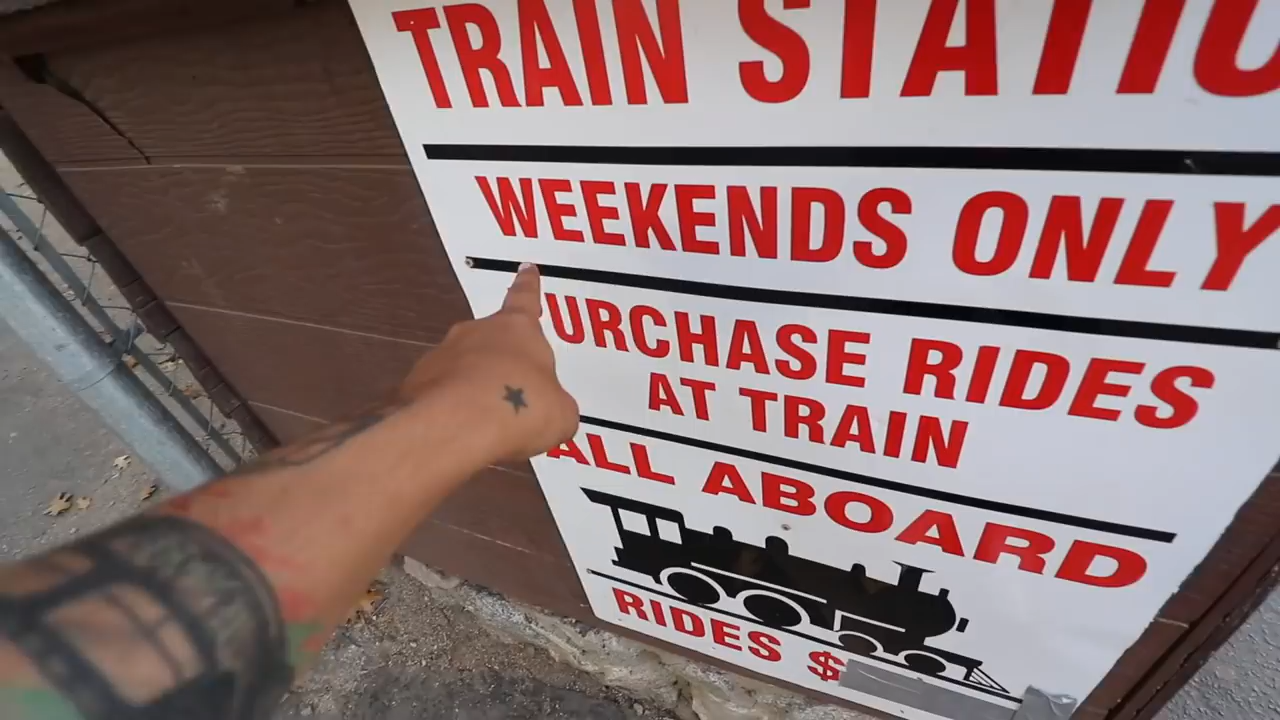 TRAIN STATIO
WEEKENDS ONLY
URCHASE RIDES
AT TRAIN
ALL ABOARD
RIDES $